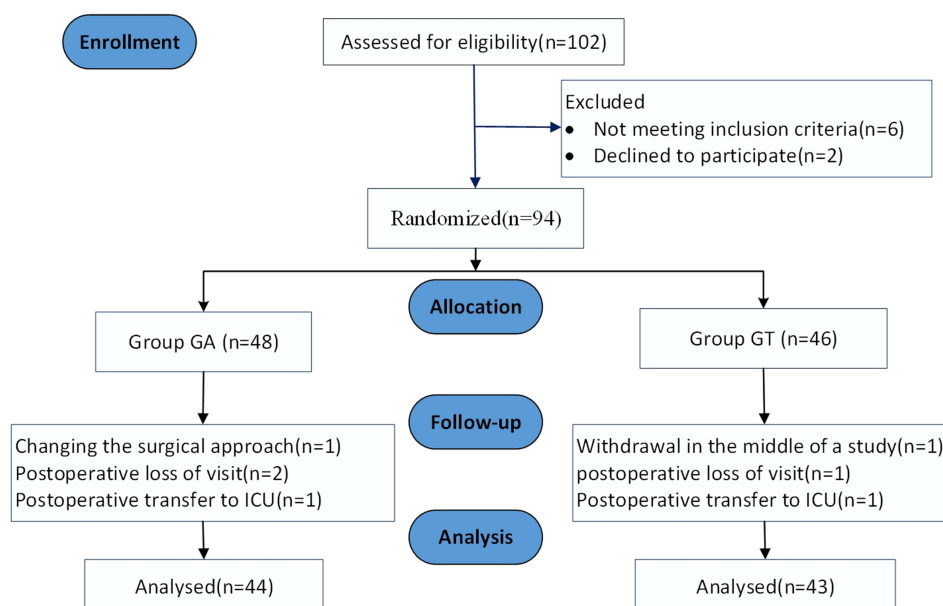 Enrollment
Assessed for eligibility(n=102)
Excluded
● Not meeting inclusion criteria(n=6)
● Declined to participate(n=2)
Randomized(n=94)
Allocation
Group GA (n=48)
Group GT (n=46)
Follow-up
Changing the surgical approach(n=1)
Postoperative loss of visit(n=2)
Postoperative transfer to ICU(n=1)
Withdrawal in the middle of a study(n=1)
postoperative loss of visit(n=1)
Postoperative transfer to ICU(n=1)
Analysis
Analysed(n=44)
Analysed(n=43)